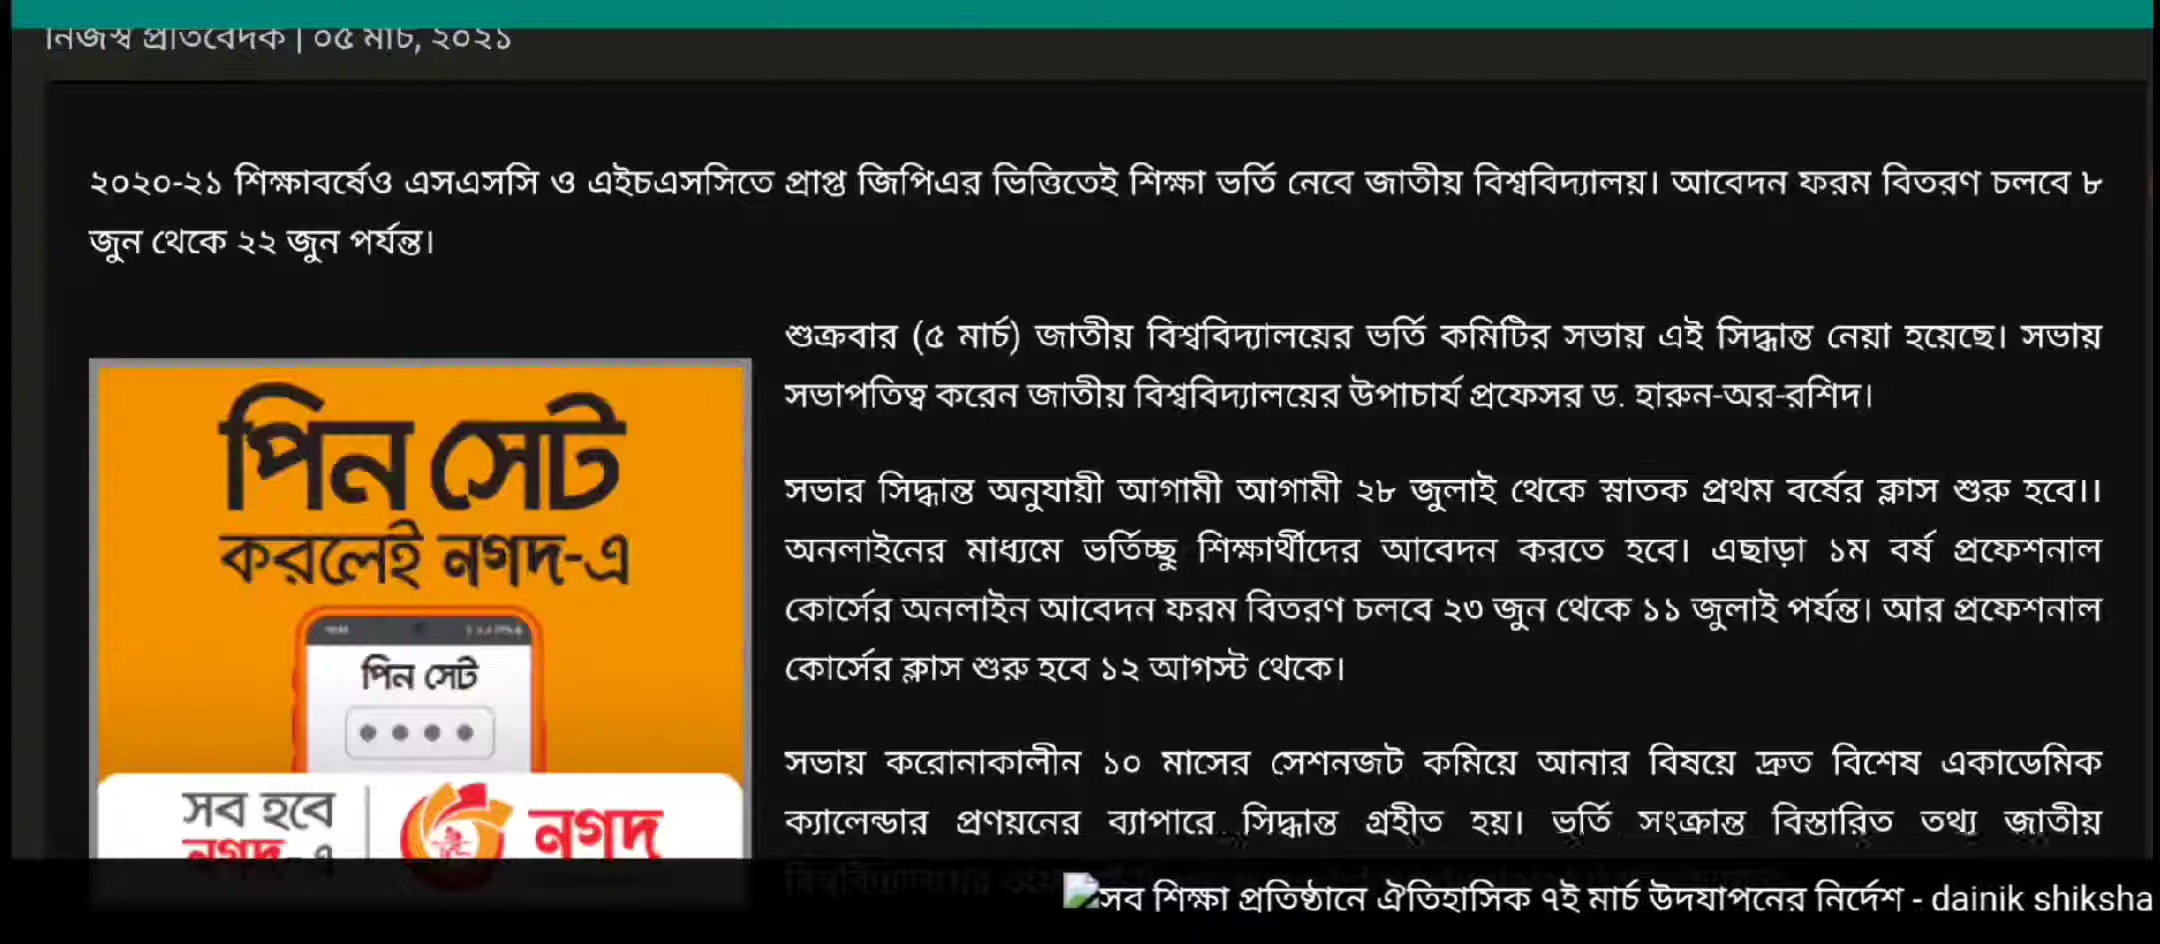 নিজস্ব প্রতিবেদক | ০৫ মার্চ, ২০২১
২০২০-২১ শিক্ষাবর্ষেও এসএসসি ও এইচএসসিতে প্রাপ্ত জিপিএর ভিত্তিতেই শিক্ষা ভর্তি নেবে জাতীয় বিশ্ববিদ্যালয়। আবেদন ফরম বিতরণ চলবে ৮
জুন থেকে ২২ জুন পর্যন্ত।
শুক্রবার (৫ মার্চ) জাতীয় বিশ্ববিদ্যালয়ের ভর্তি কমিটির সভায় এই সিদ্ধান্ত নেয়া হয়েছে। সভায়
সভাপতিত্ব করেন জাতীয় বিশ্ববিদ্যালয়ের উপাচার্য প্রফেসর ড. হারুন-অর-রশিদ।
সভার সিদ্ধান্ত অনুযায়ী আগামী আগামী ২৮ জুলাই থেকে স্নাতক প্রথম বর্ষের ক্লাস শুরু হবে।।
অনলাইনের মাধ্যমে ভর্তিচ্ছু শিক্ষার্থীদের আবেদন করতে হবে। এছাড়া ১ম বর্ষ প্রফেশনাল
কোর্সের অনলাইন আবেদন ফরম বিতরণ চলবে ২৩ জুন থেকে ১১ জুলাই পর্যন্ত। আর প্রফেশনাল
কোর্সের ক্লাস শুরু হবে ১২ আগস্ট থেকে।
সভায় করোনাকালীন ১০ মাসের সেশনজট কমিয়ে আনার বিষয়ে দ্রুত বিশেষ একাডেমিক
ক্যালেন্ডার প্রণয়নের ব্যাপারে সিদ্ধান্ত গ্রহীত হয়। ভর্তি সংক্রান্ত বিস্তারিত তথ্য জাতীয়
পিন সেট
করলেই নগদ-এ
পিন সেট
সব হবে
নগদ-এ
নগদ
সব শিক্ষা প্রতিষ্ঠানে ঐতিহাসিক ৭ই মার্চ উদযাপনের নির্দেশ - dainik shiksha